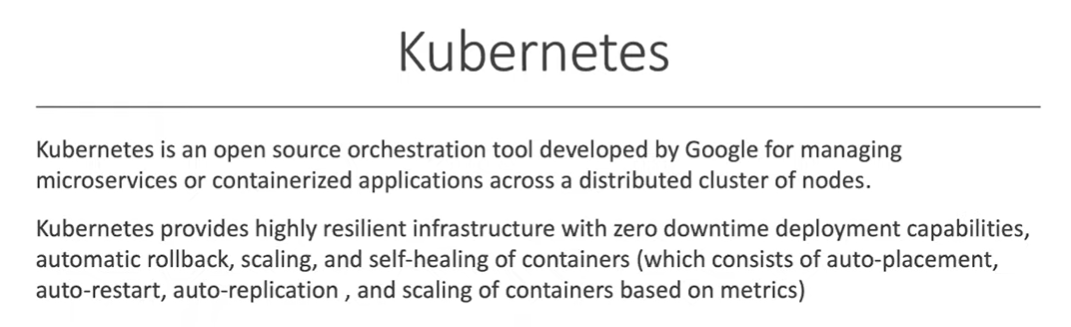 Kubernetes
Kubernetes is an open source orchestration tool developed by Google for managing
microservices or containerized applications across a distributed cluster of nodes.
Kubernetes provides highly resilient infrastructure with zero downtime deployment capabilities,
automatic rollback, scaling, and self-healing of containers (which consists of auto-placement,
auto-restart, auto-replication , and scaling of containers based on metrics)